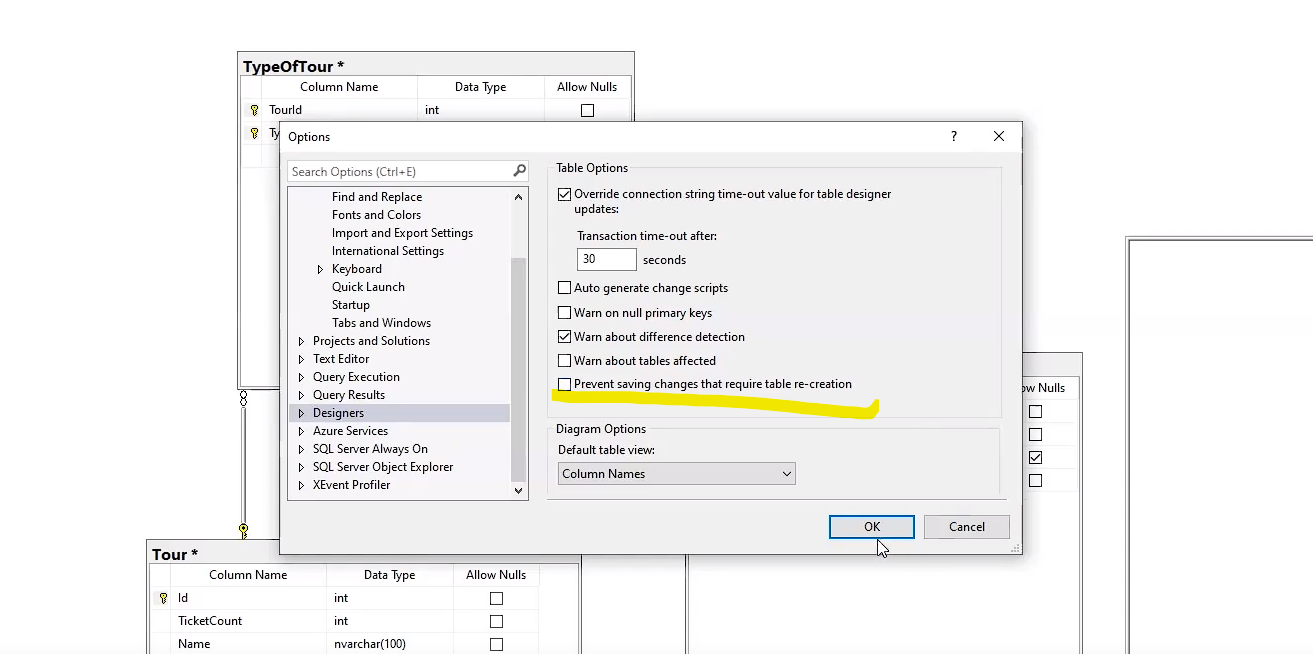 TypeOfTour *
Column Name Data Type Allow Nulls
TourId int
Ty
Options ?
Search Options (Ctrl+E)
Find and Replace
Fonts and Colors
Import and Export Settings
International Settings
Keyboard
Quick Launch
Startup
Tabs and Windows
Projects and Solutions
Text Editor
Query Execution
Query Results
Designers
Azure Services
SQL Server Always On
SQL Server Object Explorer
XEvent Profiler
Table Options
Override connection string time-out value for table designer
updates:
Transaction time-out after:
30 seconds
Auto generate change scripts
Warn on null primary keys
Warn about difference detection
Warn about tables affected
Prevent saving changes that require table re-creation
Diagram Options
Default table view:
Column Names
OK Cancel
ow Nulls
Tour *
Column Name Data Type Allow Nulls
Id int
TicketCount int
Name nvarchar(100)